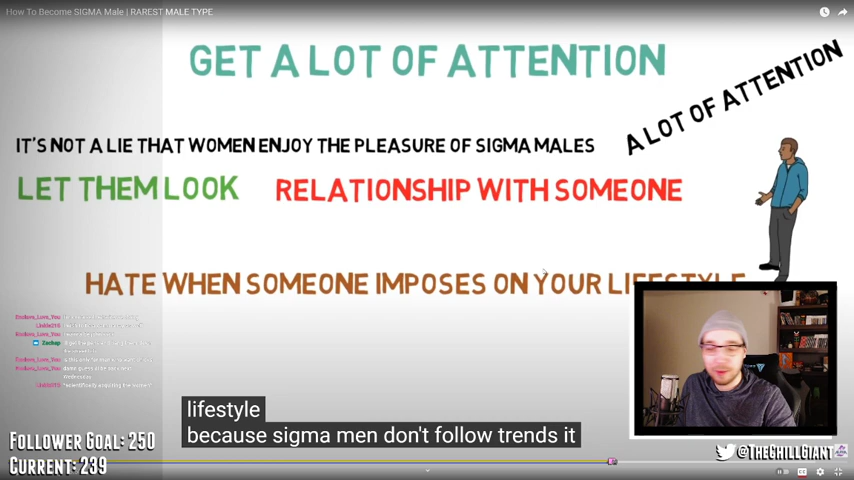 How To Become SIGMA Male | RAREST MALE TYPE
GET A LOT OF ATTENTION
A LOT OF ATTENTION
IT'S NOT A LIE THAT WOMEN ENJOY THE PLEASURE OF SIGMA MALES
LET THEM LOOK
RELATIONSHIP WITH SOMEONE
HATE WHEN SOMEONE IMPOSES ON YOUR LIFESTYLE
Zachap
lifestyle
because sigma men don't follow trends it
FOLLOWER GOAL: 250
CURRENT: 239
@THECHILLGIANT